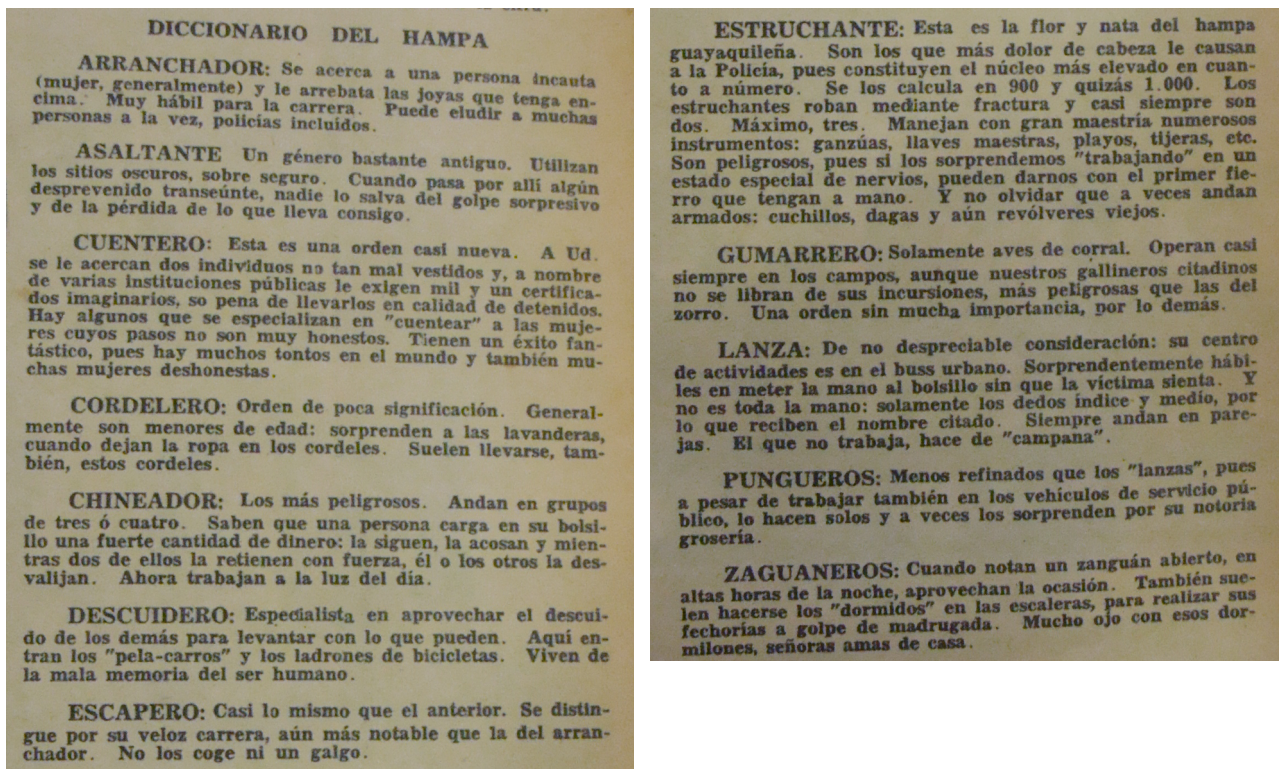 DICCIONARIO DEL HAMPA
ARRANCHADOR: Se acerca a una persona incauta
(mujer, generalmente) y le arrebata las joyas que tenga en-
cima. Muy hábil para la carrera. Puede eludir a muchas
personas a la vez, policías incluidos.
ASALTANTE Un género bastante antiguo. Utilizan
los sitios oscuros, sobre seguro. Cuando pasa por allí algún
desprevenido transeúnte, nadie lo salva del golpe sorpresivo
y de la pérdida de lo que lleva consigo.
CUENTERO: Esta es una orden casi nueva. A Ud.
se le acercan dos individuos no tan mal vestidos y, a nombre
de varias instituciones públicas le exigen mil y un certifica-
dos imaginarios, so pena de llevarlos en calidad de detenidos.
Hay algunos que se especializan en "cuentear" a las muje-
res cuyos pasos no son muy honestos. Tienen un éxito fan-
tástico, pues hay muchos tontos en el mundo y también mu-
chas mujeres deshonestas.
CORDELERO: Orden de poca significación. General-
mente son menores de edad: sorprenden a las lavanderas,
cuando dejan la ropa en los cordeles. Suelen llevarse, tam-
bién, estos cordeles.
CHINEADOR: Los más peligrosos. Andan en grupos
de tres ó cuatro. Saben que una persona carga en su bolsi-
llo una fuerte cantidad de dinero: la siguen, la acosan y mien-
tras dos de ellos la retienen con fuerza, él o los otros la des-
valijan. Ahora trabajan a la luz del día.
DESCUIDERO: Especialista en aprovechar el descui-
do de los demás para levantar con lo que pueden. Aquí en-
tran los "pela-carros" y los ladrones de bicicletas. Viven de
la mala memoria del ser humano.
ESCAPERO: Casi lo mismo que el anterior. Se distin-
gue por su veloz carrera, aún más notable que la del arran-
chador. No los coge ni un galgo.
ESTRUCHANTE: Esta es la flor y nata del hampa
guayaquileña. Son los que más dolor de cabeza le causan
a la Policía, pues constituyen el núcleo más elevado en cuan-
to a número. Se los calcula en 900 y quizás 1.000. Los
estruchantes roban mediante fractura y casi siempre son
dos. Máximo, tres. Manejan con gran maestría numerosos
instrumentos: ganzúas, llaves maestras, playos, tijeras, etc.
Son peligrosos, pues si los sorprendemos "trabajando" en un
estado especial de nervios, pueden darnos con el primer fie-
rro que tengan a mano. Y no olvidar que a veces andan
armados: cuchillos, dagas y aún revólveres viejos.
GUMARRERO: Solamente aves de corral. Operan casi
siempre en los campos, aunque nuestros gallineros citadinos
no se libran de sus incursiones, más peligrosas que las del
zorro. Una orden sin mucha importancia, por lo demás.
LANZA: De no despreciable consideración: su centro
de actividades es en el buss urbano. Sorprendentemente hábi-
les en meter la mano al bolsillo sin que la víctima sienta. Y
no es toda la mano: solamente los dedos índice y medio, por
lo que reciben el nombre citado. Siempre andan en pare-
jas. El que no trabaja, hace de "campana".
PUNGUEROS: Menos refinados que los "lanzas", pues
a pesar de trabajar también en los vehículos de servicio pú-
blico, lo hacen solos y a veces los sorprenden por su notoria
grosería.
ZAGUANEROS: Cuando notan un zanguán abierto, en
altas horas de la noche, aprovechan la ocasión. También sue-
len hacerse los "dormidos" en las escaleras, para realizar sus
fechorías a golpe de madrugada. Mucho ojo con esos dor-
milones, señoras amas de casa.